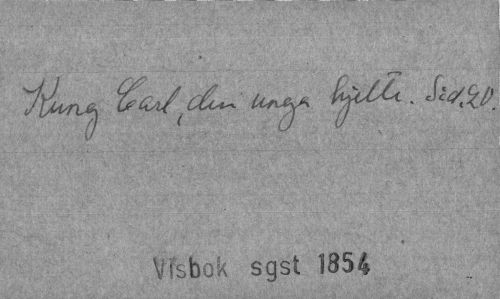 Kung Carl, den unga hjelte. Sid. 20.
Visbok sgst 1854